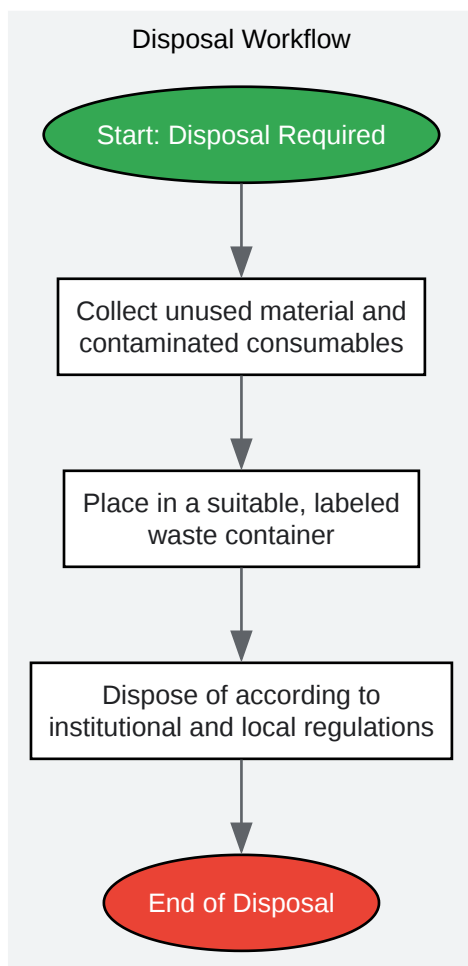 Disposal Workflow
Start: Disposal Required
Collect unused material and
contaminated consumables
Place in a suitable, labeled
waste container
Dispose of according to
institutional and local regulations
End of Disposal